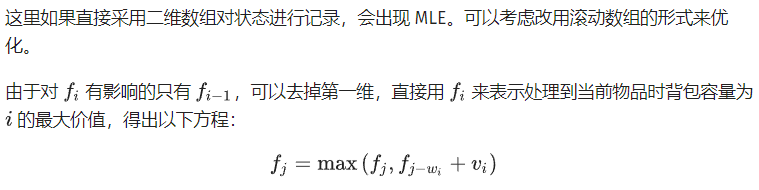 这里如果直接采用二维数组对状态进行记录，会出现 MLE。可以考虑改用滚动数组的形式来优
化。
由于对 $f_i$ 有影响的只有 $f_{i-1}$，可以去掉第一维，直接用 $f_i$ 来表示处理到当前物品时背包容量为
$i$ 的最大价值，得出以下方程：
$f_j = \max\left(f_j, f_{j-w_i} + v_i\right)$